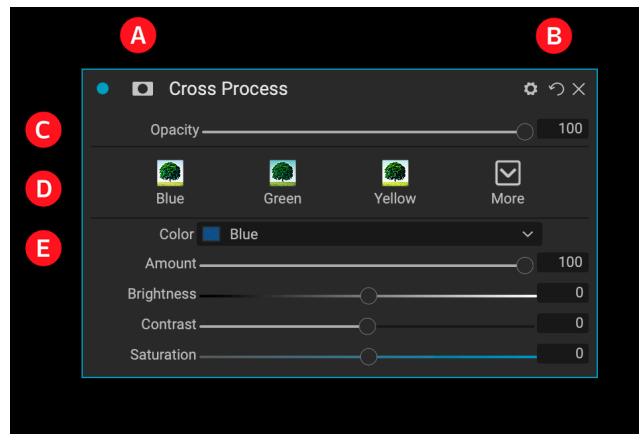 A
B
Cross Process
C
Opacity 100
D
Blue Green Yellow More
E
Color Blue
Amount 100
Brightness 0
Contrast 0
Saturation 0